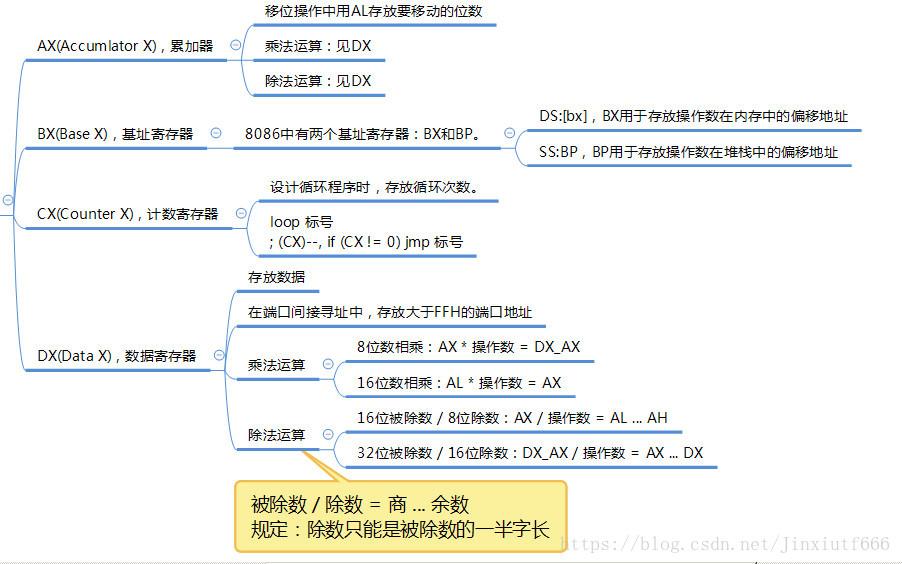 AX(Accumlator X)，累加器
移位操作中用AL存放要移动的位数
乘法运算：见DX
除法运算：见DX
BX(Base X)，基址寄存器
8086中有两个基址寄存器：BX和BP。
DS:[bx]，BX用于存放操作数在内存中的偏移地址
SS:BP，BP用于存放操作数在堆栈中的偏移地址
CX(Counter X)，计数寄存器
设计循环程序时，存放循环次数。
loop 标号
; (CX)--, if (CX != 0) jmp 标号
DX(Data X)，数据寄存器
存放数据
在端口间接寻址中，存放大于FFH的端口地址
乘法运算
8位数相乘：AX * 操作数 = DX_AX
16位数相乘：AL * 操作数 = AX
除法运算
16位被除数 / 8位除数：AX / 操作数 = AL ... AH
32位被除数 / 16位除数：DX_AX / 操作数 = AX ... DX
被除数 / 除数 = 商 ... 余数
规定：除数只能是被除数的一半字长
https://blog.csdn.net/Jinxiutf666